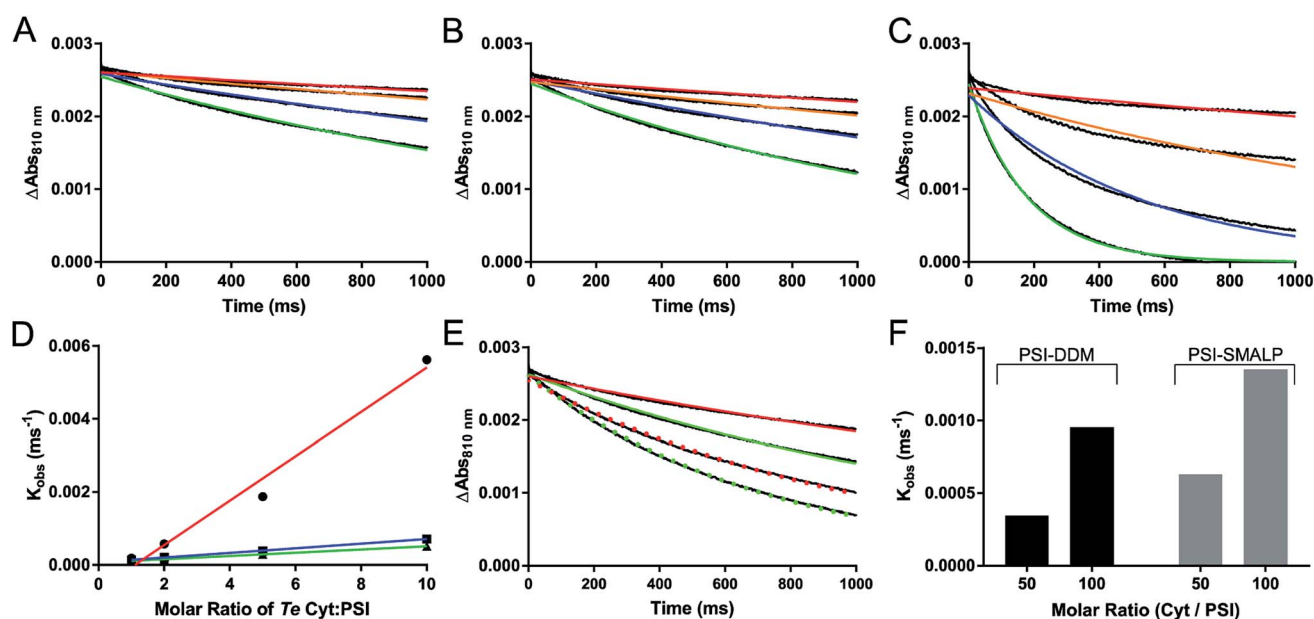 A
0.003
0.002
0.001
0.000
ΔAbs810 nm
0 200 400 600 800 1000
Time (ms)
B
0.003
0.002
0.001
0.000
ΔAbs810 nm
0 200 400 600 800 1000
Time (ms)
C
0.003
0.002
0.001
0.000
ΔAbs810 nm
0 200 400 600 800 1000
Time (ms)
D
0.006
0.004
0.002
0.000
Kobs (ms-1)
0 2 4 6 8 10
Molar Ratio of Te Cyt:PSI
E
0.003
0.002
0.001
0.000
ΔAbs810 nm
0 200 400 600 800 1000
Time (ms)
F
0.0015
0.0010
0.0005
0.0000
Kobs (ms-1)
PSI-DDM PSI-SMALP
50 100 50 100
Molar Ratio (Cyt / PSI)